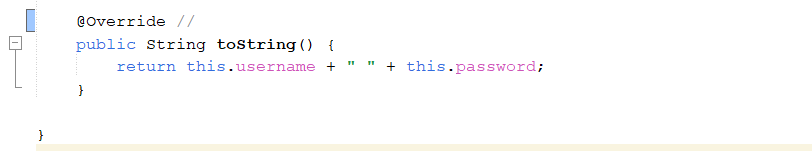 @Override //
public String toString() {
return this.username + " " + this.password;
}
}